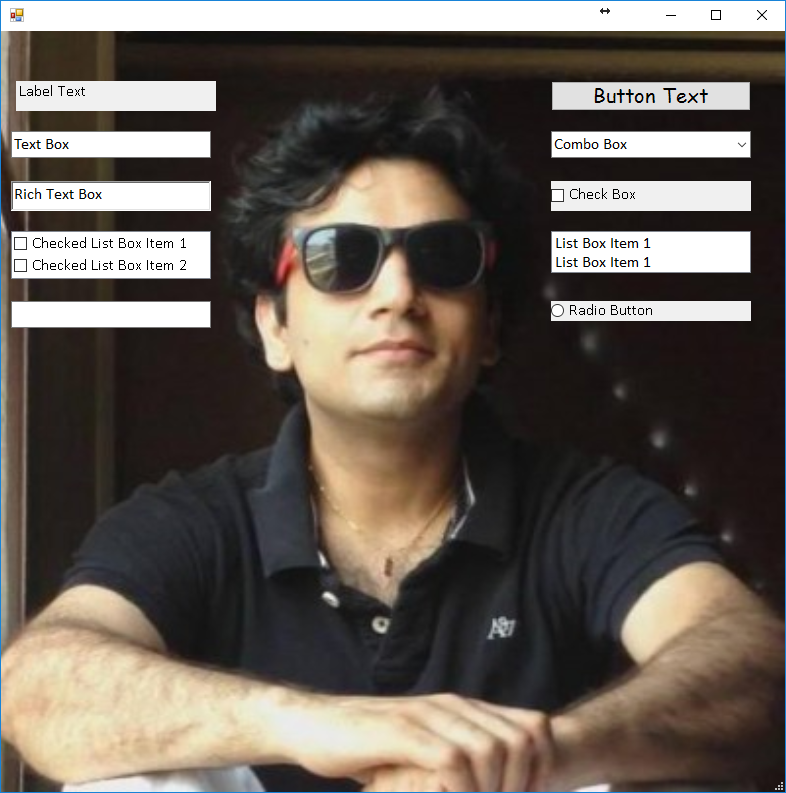 Label Text
Button Text
Text Box
Combo Box
Rich Text Box
Check Box
Checked List Box Item 1
Checked List Box Item 2
List Box Item 1
List Box Item 1
Radio Button